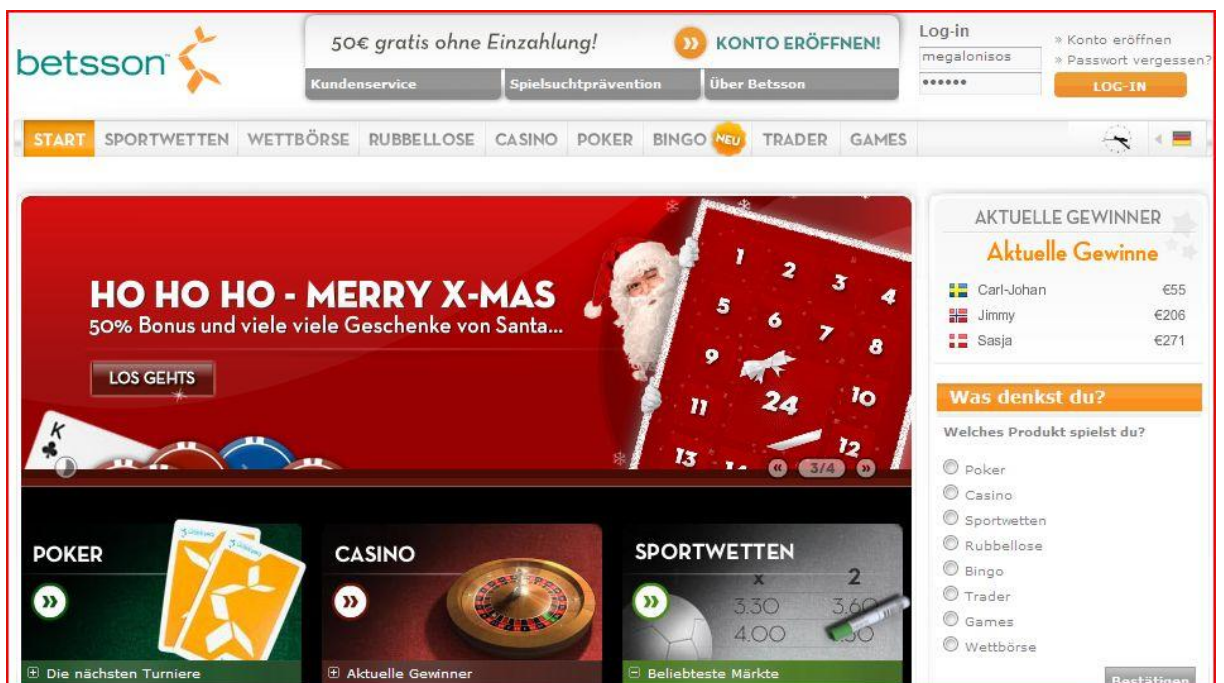 betsson
50€ gratis ohne Einzahlung!
KONTO ERÖFFNEN!
Kundenservice
Spielsuchtprävention
Über Betsson
Log-in
megalonisos
» Konto eröffnen
» Passwort vergessen?
LOG-IN
START SPORTWETTEN WETTBÖRSE RUBBELLOSE CASINO POKER BINGO NEU TRADER GAMES
HO HO HO - MERRY X-MAS
50% Bonus und viele viele Geschenke von Santa...
LOS GEHTS
K
1 2 3 4
5 6 7 8
9 24 10
11 12
13 14
3/4
AKTUELLE GEWINNER
Aktuelle Gewinne
Carl-Johan €55
Jimmy €206
Sasja €271
Was denkst du?
Welches Produkt spielst du?
Poker
Casino
Sportwetten
Rubbellose
Bingo
Trader
Games
Wettbörse
Bestätigen
POKER
Die nächsten Turniere
CASINO
Aktuelle Gewinner
SPORTWETTEN
x 2
3.30 3.60
4.00
Beliebteste Märkte